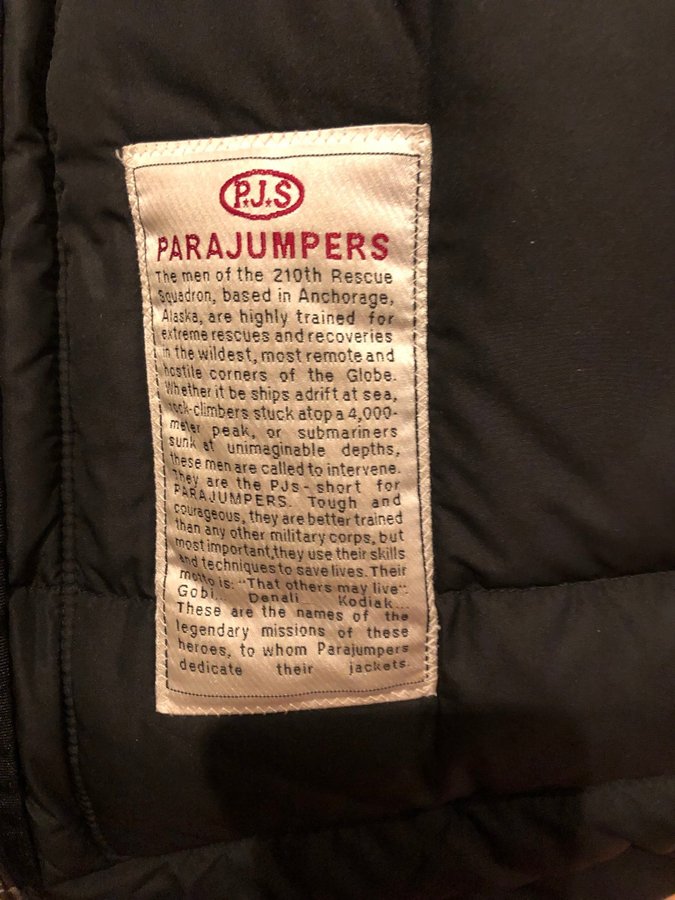 P.J.S
PARAJUMPERS
The men of the 210th Rescue
Squadron, based in Anchorage,
Alaska, are highly trained for
extreme rescues and recoveries
in the wildest, most remote and
hostile corners of the Globe.
Whether it be ships adrift at sea,
rock-climbers stuck atop a 4,000-
meter peak, or submariners
sunk at unimaginable depths,
these men are called to intervene.
They are the PJs - short for
PARAJUMPERS. Tough and
courageous, they are better trained
than any other military corps, but
most important, they use their skills
and techniques to save lives. Their
motto is: "That others may live".
Gobi... Denali Kodiak...
These are the names of the
legendary missions of these
heroes, to whom Parajumpers
dedicate their jackets.